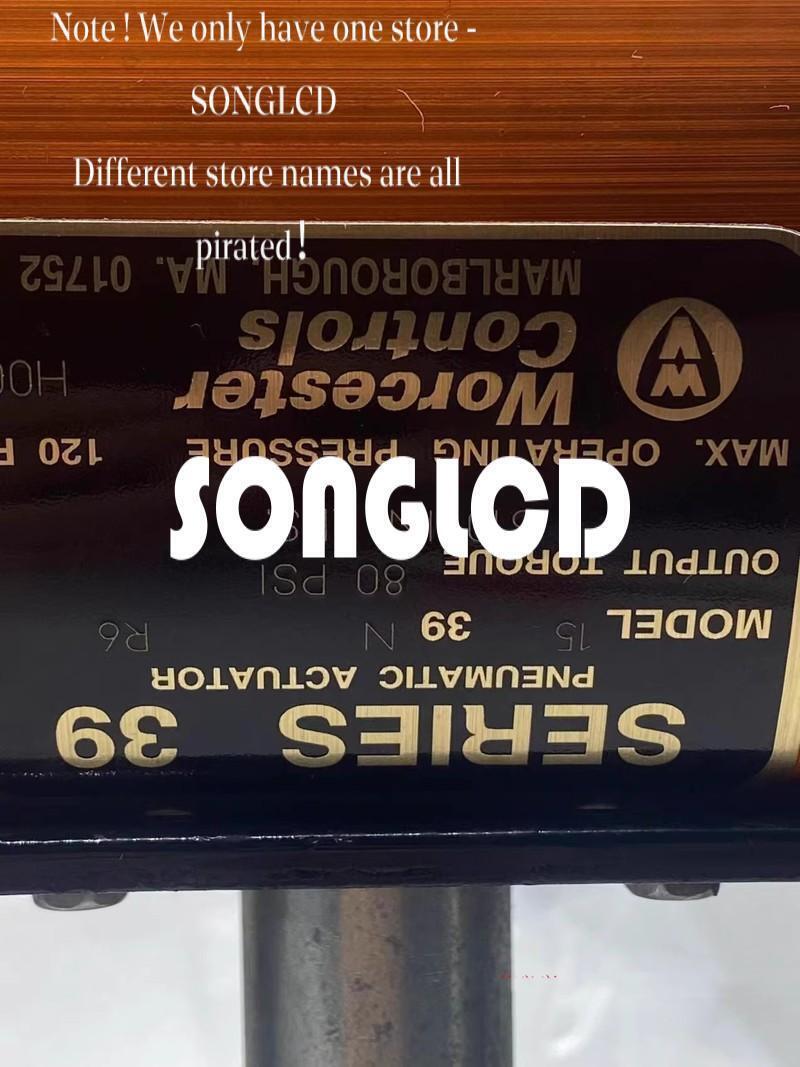 Note ! We only have one store -
SONGLCD
Different store names are all
pirated !
SONGLCD
SERIES 39
PNEUMATIC ACTUATOR
MODEL 15 39 N R6
OUTPUT TORQUE
80 PSI
MAX. OPERATING PRESSURE 120
Worcester
Controls
MARLBOROUGH, MA. 01752